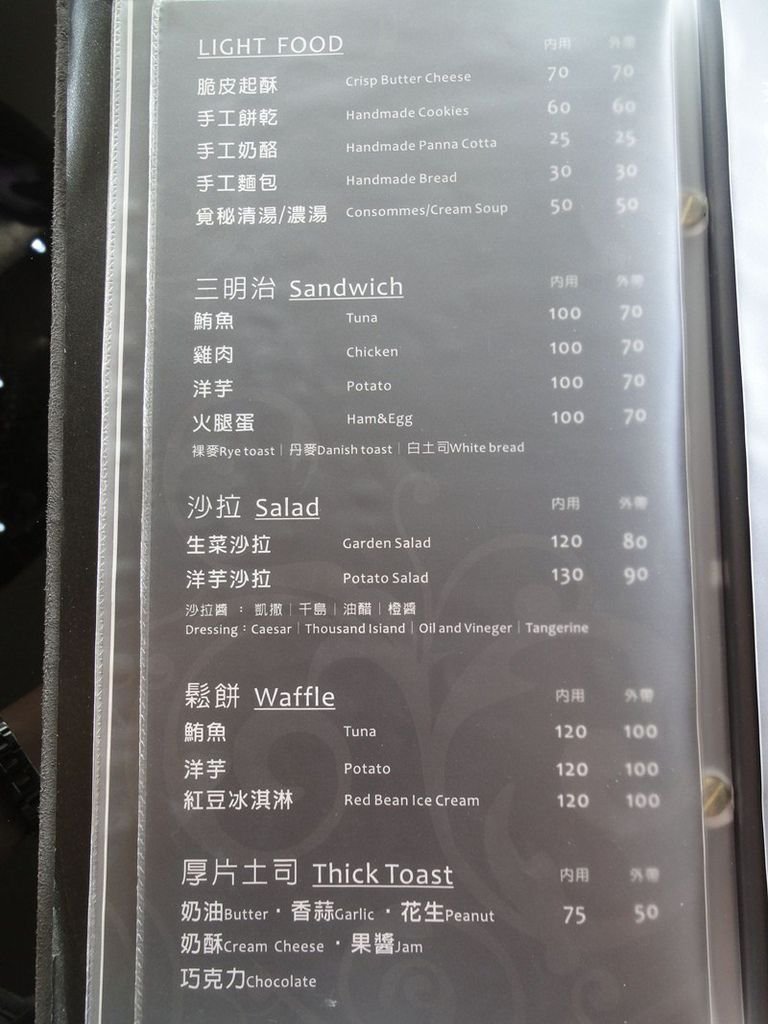 LIGHT FOOD 内用 外帶
脆皮起酥 Crisp Butter Cheese 70 70
手工餅乾 Handmade Cookies 60 60
手工奶酪 Handmade Panna Cotta 25 25
手工麵包 Handmade Bread 30 30
覓秘清湯/濃湯 Consommes/Cream Soup 50 50
三明治 Sandwich 内用 外帶
鮪魚 Tuna 100 70
雞肉 Chicken 100 70
洋芋 Potato 100 70
火腿蛋 Ham&Egg 100 70
裸麥Rye toast | 丹麥Danish toast | 白土司White bread
沙拉 Salad 内用 外帶
生菜沙拉 Garden Salad 120 80
洋芋沙拉 Potato Salad 130 90
沙拉醬 : 凱撒 | 千島 | 油醋 | 橙醬
Dressing : Caesar | Thousand Island | Oil and Vineger | Tangerine
鬆餅 Waffle 内用 外帶
鮪魚 Tuna 120 100
洋芋 Potato 120 100
紅豆冰淇淋 Red Bean Ice Cream 120 100
厚片土司 Thick Toast 内用 外帶
奶油Butter · 香蒜Garlic · 花生Peanut 75 50
奶酥Cream Cheese · 果醬Jam
巧克力Chocolate